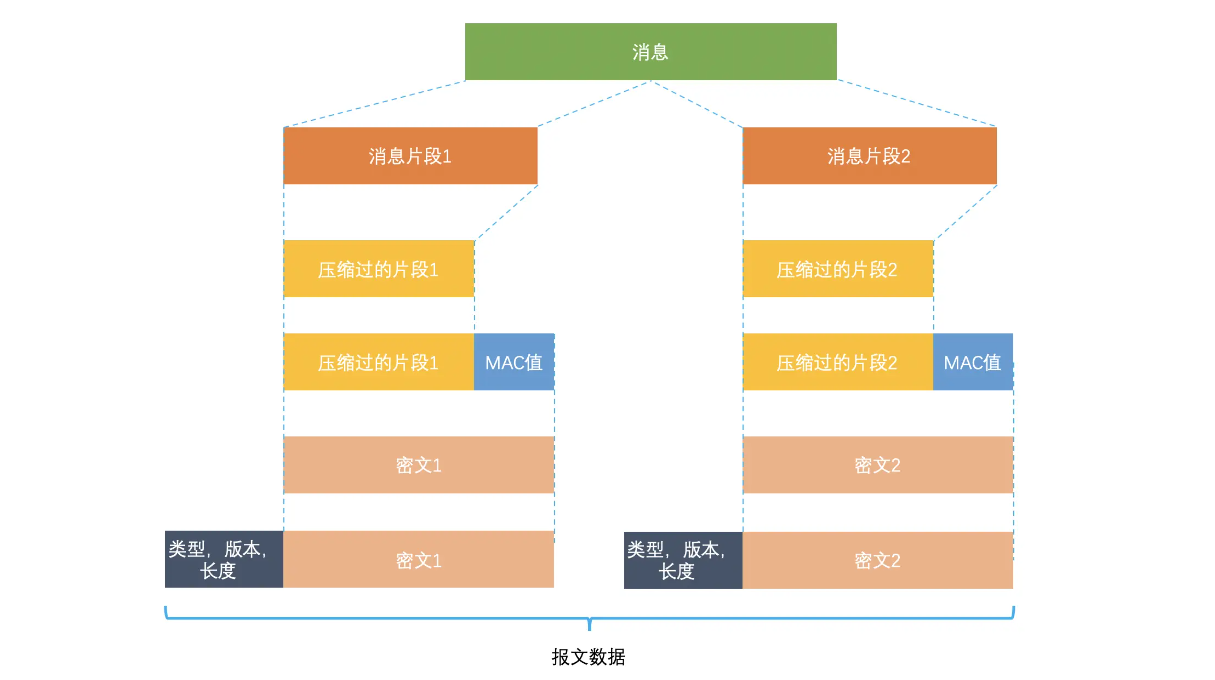 消息
消息片段1
消息片段2
压缩过的片段1
压缩过的片段2
压缩过的片段1
MAC值
压缩过的片段2
MAC值
密文1
密文2
类型，版本，
长度
密文1
类型，版本，
长度
密文2
报文数据